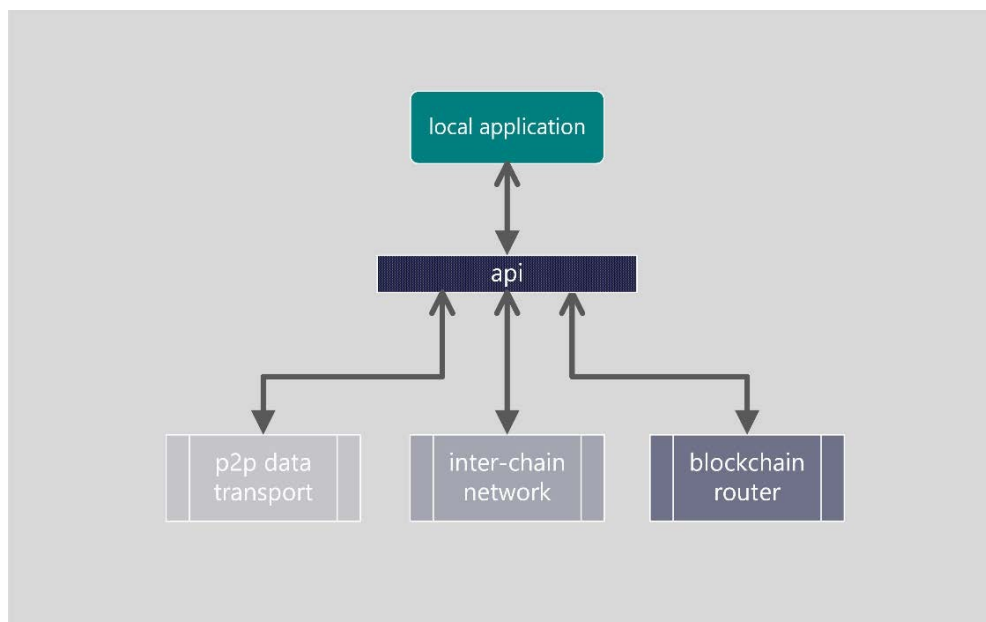 local application
api
p2p data
transport
inter-chain
network
blockchain
router